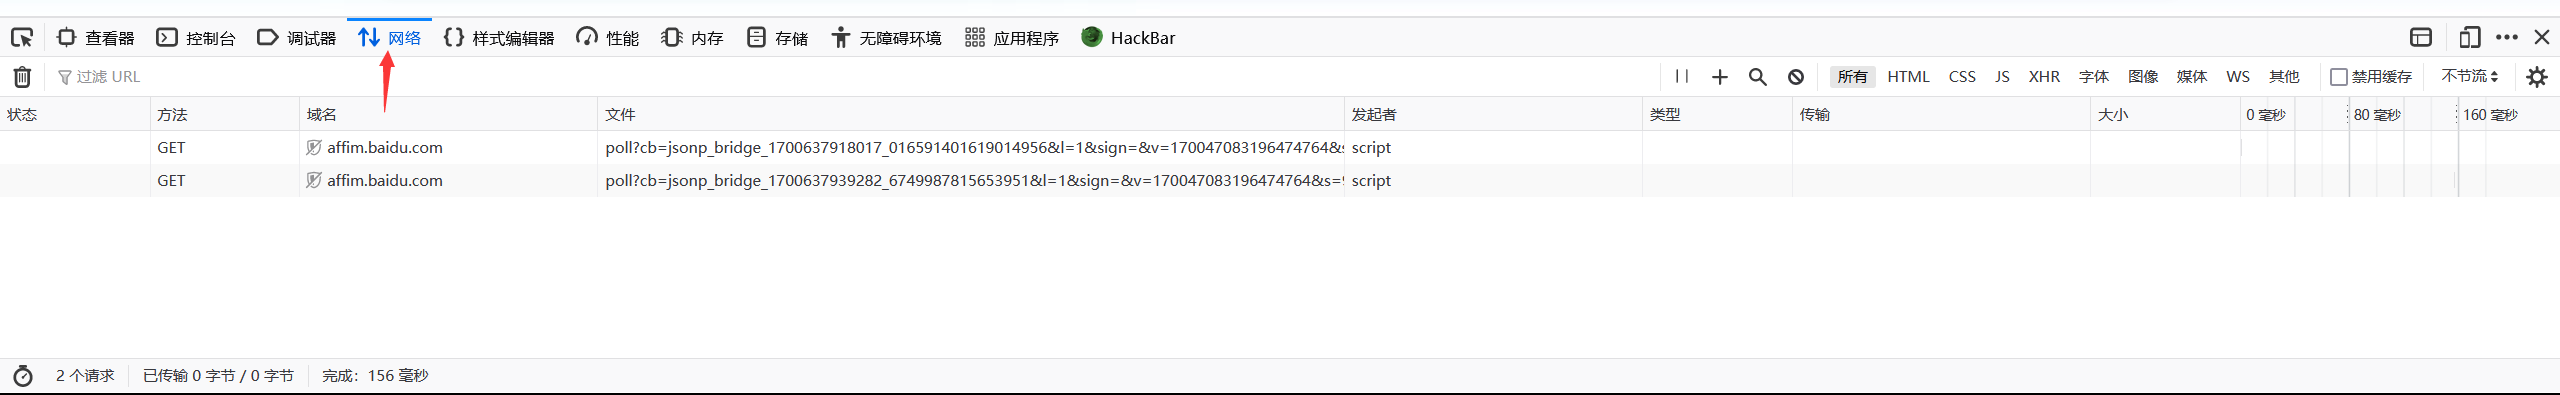 查看器 控制台 调试器 网络 样式编辑器 性能 内存 存储 无障碍环境 应用程序 HackBar
过滤 URL 所有 HTML CSS JS XHR 字体 图像 媒体 WS 其他 禁用缓存 不节流
状态 方法 域名 文件 发起者 类型 传输 大小 0 毫秒 80 毫秒 160 毫秒
GET affim.baidu.com poll?cb=jsonp_bridge_1700637918017_016591401619014956&l=1&sign=&v=170047083196474764&s script
GET affim.baidu.com poll?cb=jsonp_bridge_1700637939282_6749987815653951&l=1&sign=&v=170047083196474764&s= script
2 个请求 已传输 0 字节 / 0 字节 完成：156 毫秒